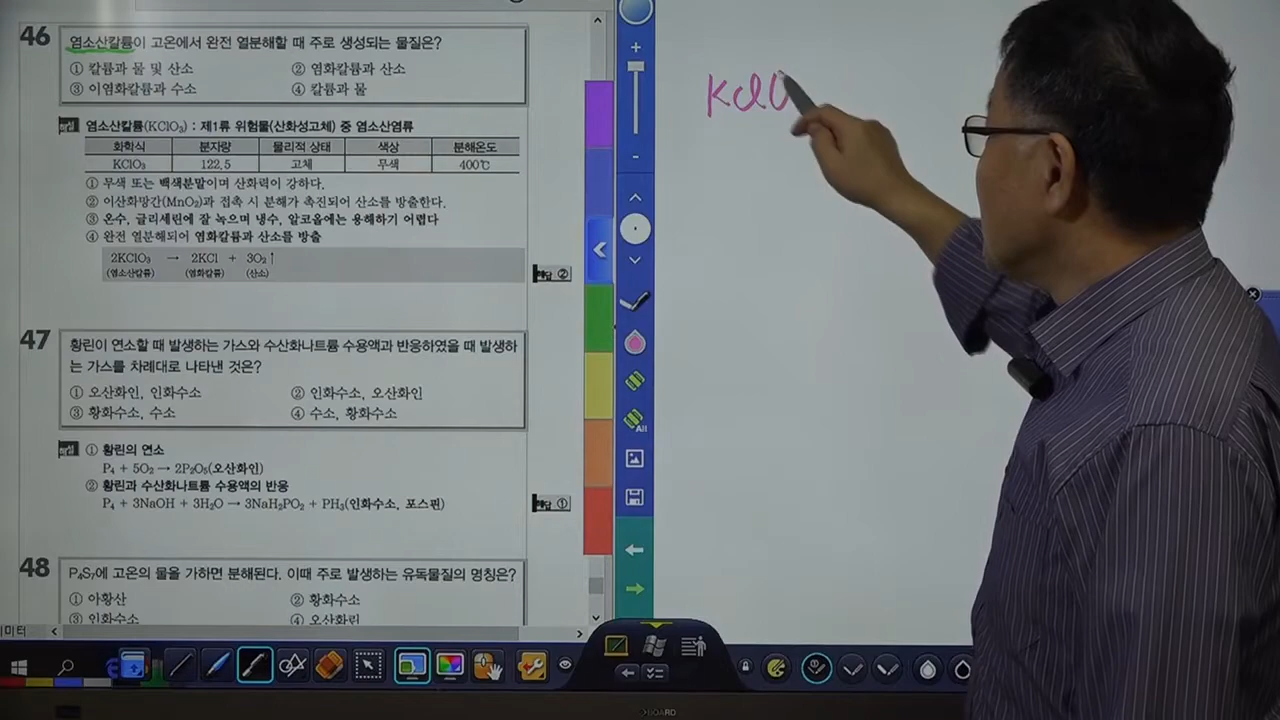 46
염소산칼륨이 고온에서 완전 열분해할 때 주로 생성되는 물질은?
① 칼륨과 물 및 산소 ② 염화칼륨과 산소
③ 이염화칼륨과 수소 ④ 칼륨과 물
해설 염소산칼륨(KClO₃) : 제1류 위험물(산화성고체) 중 염소산염류
화학식 분자량 물리적 상태 색상 분해온도
KClO₃ 122.5 고체 무색 400℃
① 무색 또는 백색분말이며 산화력이 강하다.
② 이산화망간(MnO₂)과 접촉 시 분해가 촉진되어 산소를 방출한다.
③ 온수, 글리세린에 잘 녹으며 냉수, 알코올에는 용해하기 어렵다
④ 완전 열분해되어 염화칼륨과 산소를 방출
2KClO₃ → 2KCl + 3O₂↑
(염소산칼륨) (염화칼륨) (산소)
해답 ②
47
황린이 연소할 때 발생하는 가스와 수산화나트륨 수용액과 반응하였을 때 발생하
는 가스를 차례대로 나타낸 것은?
① 오산화인, 인화수소 ② 인화수소, 오산화인
③ 황화수소, 수소 ④ 수소, 황화수소
해설 ① 황린의 연소
P₄ + 5O₂ → 2P₂O₅(오산화인)
② 황린과 수산화나트륨 수용액의 반응
P₄ + 3NaOH + 3H₂O → 3NaH₂PO₂ + PH₃(인화수소, 포스핀)
해답 ①
48
P₄S₇에 고온의 물을 가하면 분해된다. 이때 주로 발생하는 유독물질의 명칭은?
① 아황산 ② 황화수소
③ 인화수소 ④ 오산화린
미터
KClO
All
BOARD